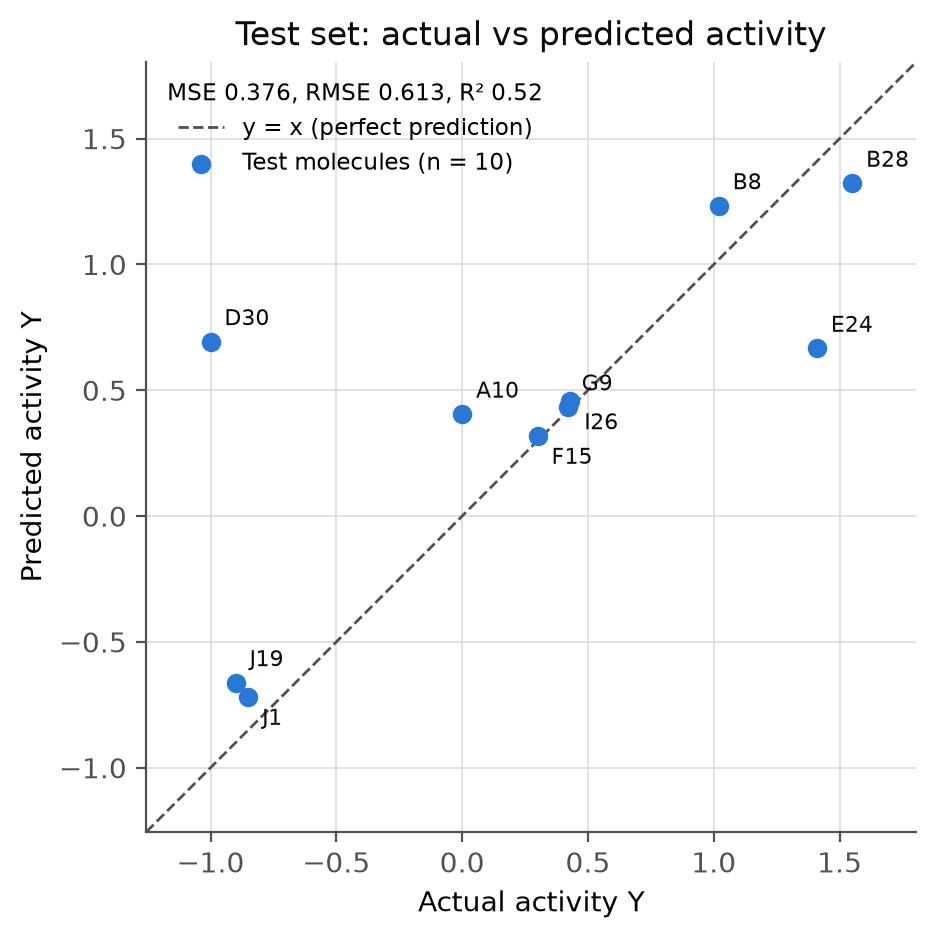 Test set: actual vs predicted activity
MSE 0.376, RMSE 0.613, R² 0.52
y = x (perfect prediction)
Test molecules (n = 10)
B28
B8
D30
E24
A10
G9
I26
F15
J19
J1
1.5
1.0
0.5
0.0
−0.5
−1.0
Predicted activity Y
−1.0
−0.5
0.0
0.5
1.0
1.5
Actual activity Y